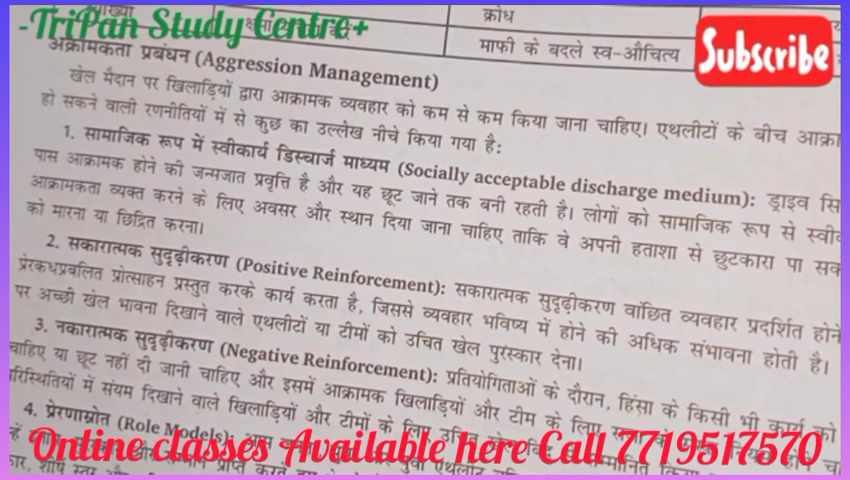 व्याख्या
क्रोध
-TriPan Study Centre+
माफी के बदले स्व-औचित्य
Subscribe
अक्रामकता प्रबंधन (Aggression Management)
खेल मैदान पर खिलाड़ियों द्वारा आक्रामक व्यवहार को कम से कम किया जाना चाहिए। एथलीटों के बीच आक्रा
हो सकने वाली रणनीतियों में से कुछ का उल्लेख नीचे किया गया है:
1. सामाजिक रूप में स्वीकार्य डिस्चार्ज माध्यम (Socially acceptable discharge medium): ड्राइव सि
पास आक्रामक होने की जन्मजात प्रवृत्ति है और यह छूट जाने तक बनी रहती है। लोगों को सामाजिक रूप से स्वी
आक्रामकता व्यक्त करने के लिए अवसर और स्थान दिया जाना चाहिए ताकि वे अपनी हताशा से छुटकारा पा सक
को मारना या छिद्रित करना।
2. सकारात्मक सुदृढ़ीकरण (Positive Reinforcement): सकारात्मक सुदृढ़ीकरण वांछित व्यवहार प्रदर्शित होने
प्रेरकधप्रबलित प्रोत्साहन प्रस्तुत करके कार्य करता है, जिससे व्यवहार भविष्य में होने की अधिक संभावना होती है।
पर अच्छी खेल भावना दिखाने वाले एथलीटों या टीमों को उचित खेल पुरस्कार देना।
3. नकारात्मक सुदृढ़ीकरण (Negative Reinforcement): प्रतियोगिताओं के दौरान, हिंसा के किसी भी कार्य को
चाहिए या छूट नहीं दी जानी चाहिए और इसमें आक्रामक खिलाड़ियों और टीम के लिए
रिस्थितियों में संयम दिखाने वाले खिलाड़ियों और टीमों के लिए
4. प्रेरणास्रोत (Role Models):
Online classes Available here Call 7719517570